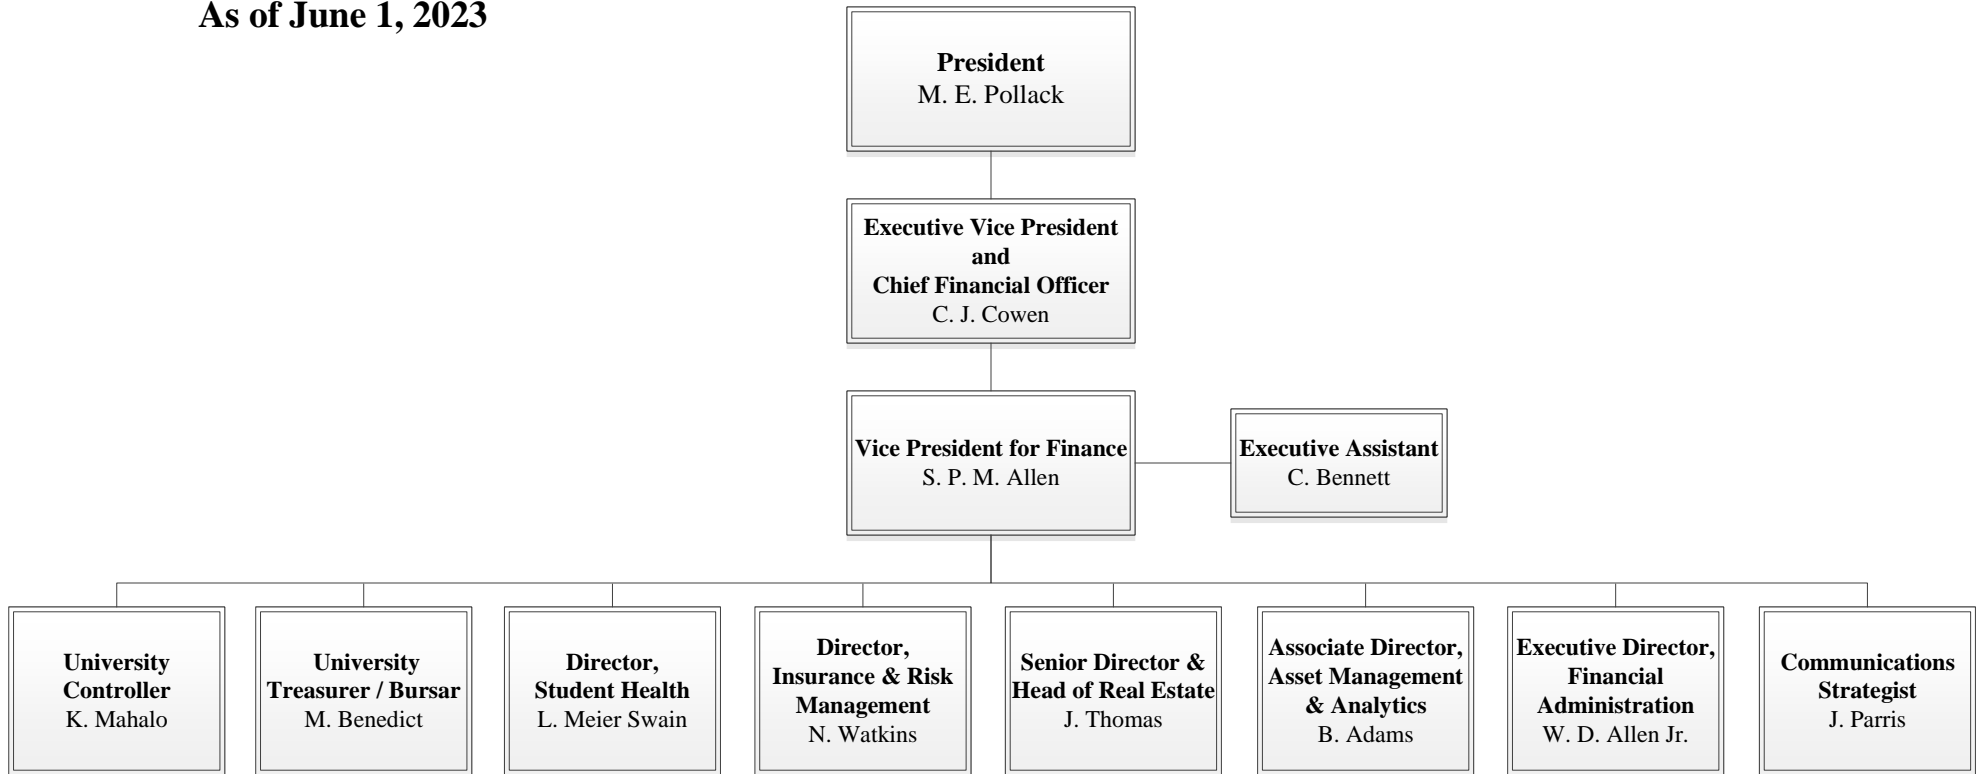 As of June 1, 2023
President
M. E. Pollack
Executive Vice President
and
Chief Financial Officer
C. J. Cowen
Vice President for Finance
S. P. M. Allen
Executive Assistant
C. Bennett
University
Controller
K. Mahalo
University
Treasurer / Bursar
M. Benedict
Director,
Student Health
L. Meier Swain
Director,
Insurance & Risk
Management
N. Watkins
Senior Director &
Head of Real Estate
J. Thomas
Associate Director,
Asset Management
& Analytics
B. Adams
Executive Director,
Financial
Administration
W. D. Allen Jr.
Communications
Strategist
J. Parris